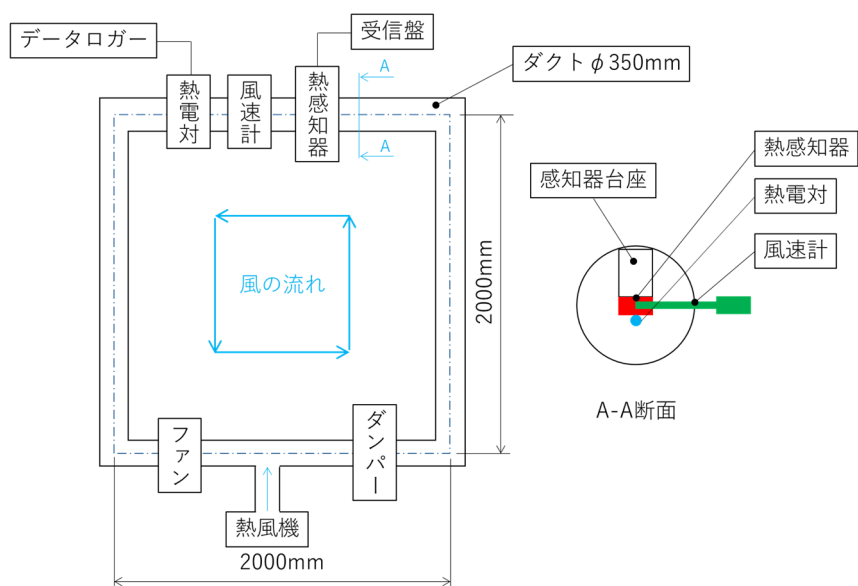 データロガー
受信盤
ダクトφ350mm
熱電対
風速計
熱感知器
A
A
熱感知器
感知器台座
熱電対
風速計
風の流れ
2000mm
A-A断面
ファン
ダンパー
熱風機
2000mm